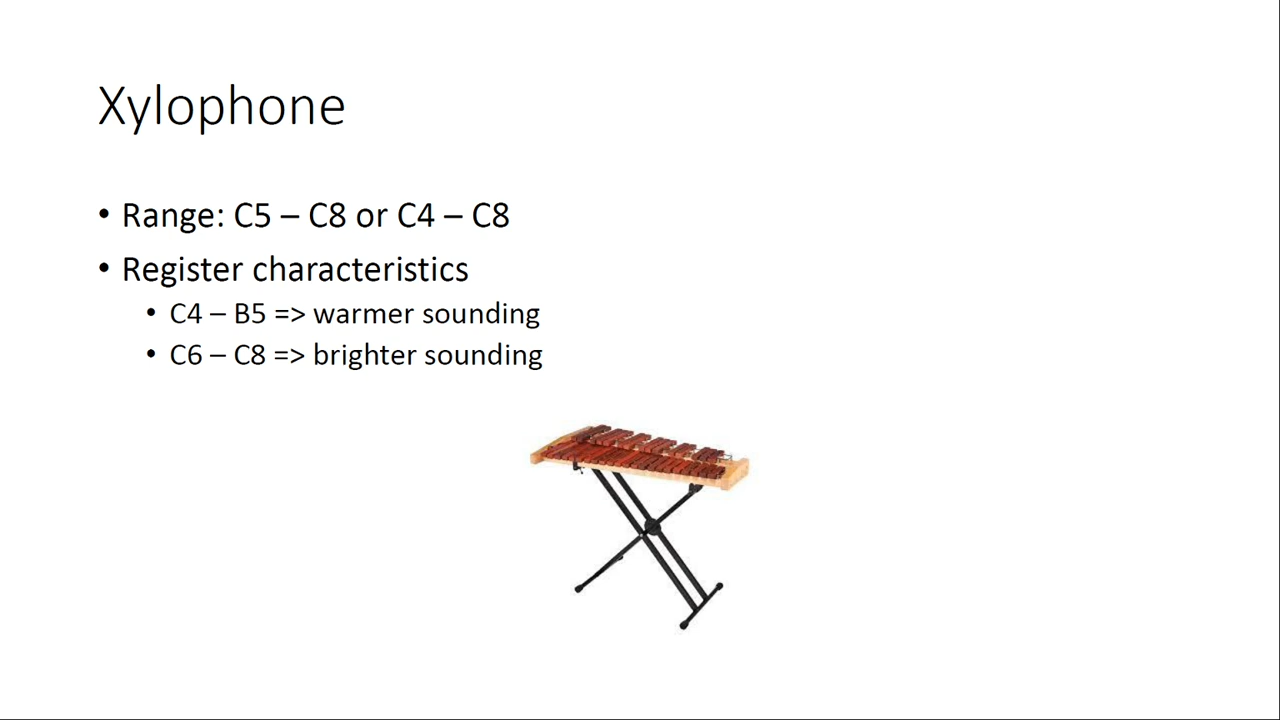 Xylophone
• Range: C5 – C8 or C4 – C8
• Register characteristics
• C4 – B5 => warmer sounding
• C6 – C8 => brighter sounding